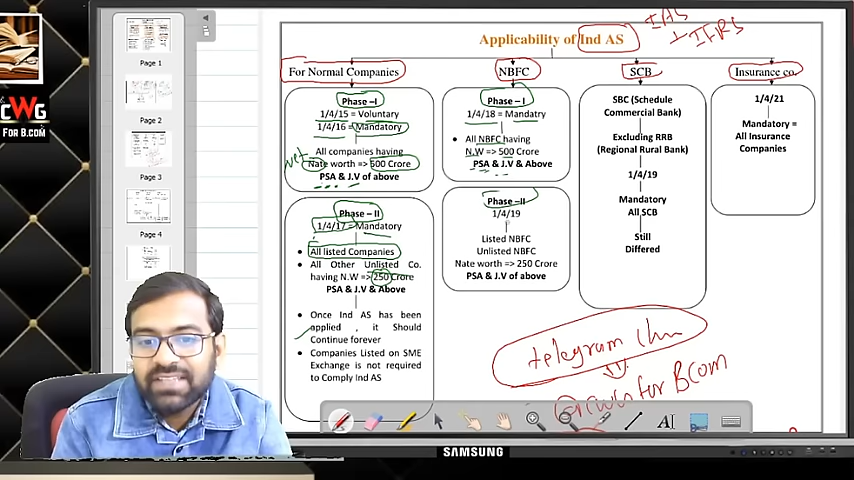 CWG
FOR B.COM
Page 1
Page 2
Page 3
Page 4
Applicability of Ind AS
IAS
IFRS
For Normal Companies
Phase – I
1/4/15 = Voluntary
1/4/16 = Mandatory
All companies having
Net
Nate worth => 500 Crore
PSA & J.V of above
Phase – II
1/4/17 = Mandatory
• All listed Companies
• All Other Unlisted Co.
having N.W => 250 Crore
PSA & J.V & Above
• Once Ind AS has been
applied , it Should
Continue forever
• Companies Listed on SME
Exchange is not required
to Comply Ind AS
NBFC
Phase – I
1/4/18 = Mandatry
• All NBFC having
N.W => 500 Crore
PSA & J.V & Above
Phase – II
1/4/19
Listed NBFC
Unlisted NBFC
Nate worth => 250 Crore
PSA & J.V of above
SCB
SBC (Schedule
Commercial Bank)
Excluding RRB
(Regional Rural Bank)
1/4/19
Mandatory
All SCB
Still
Differed
Insurance co.
1/4/21
Mandatory =
All Insurance
Companies
telegram
for Bcom
SAMSUNG